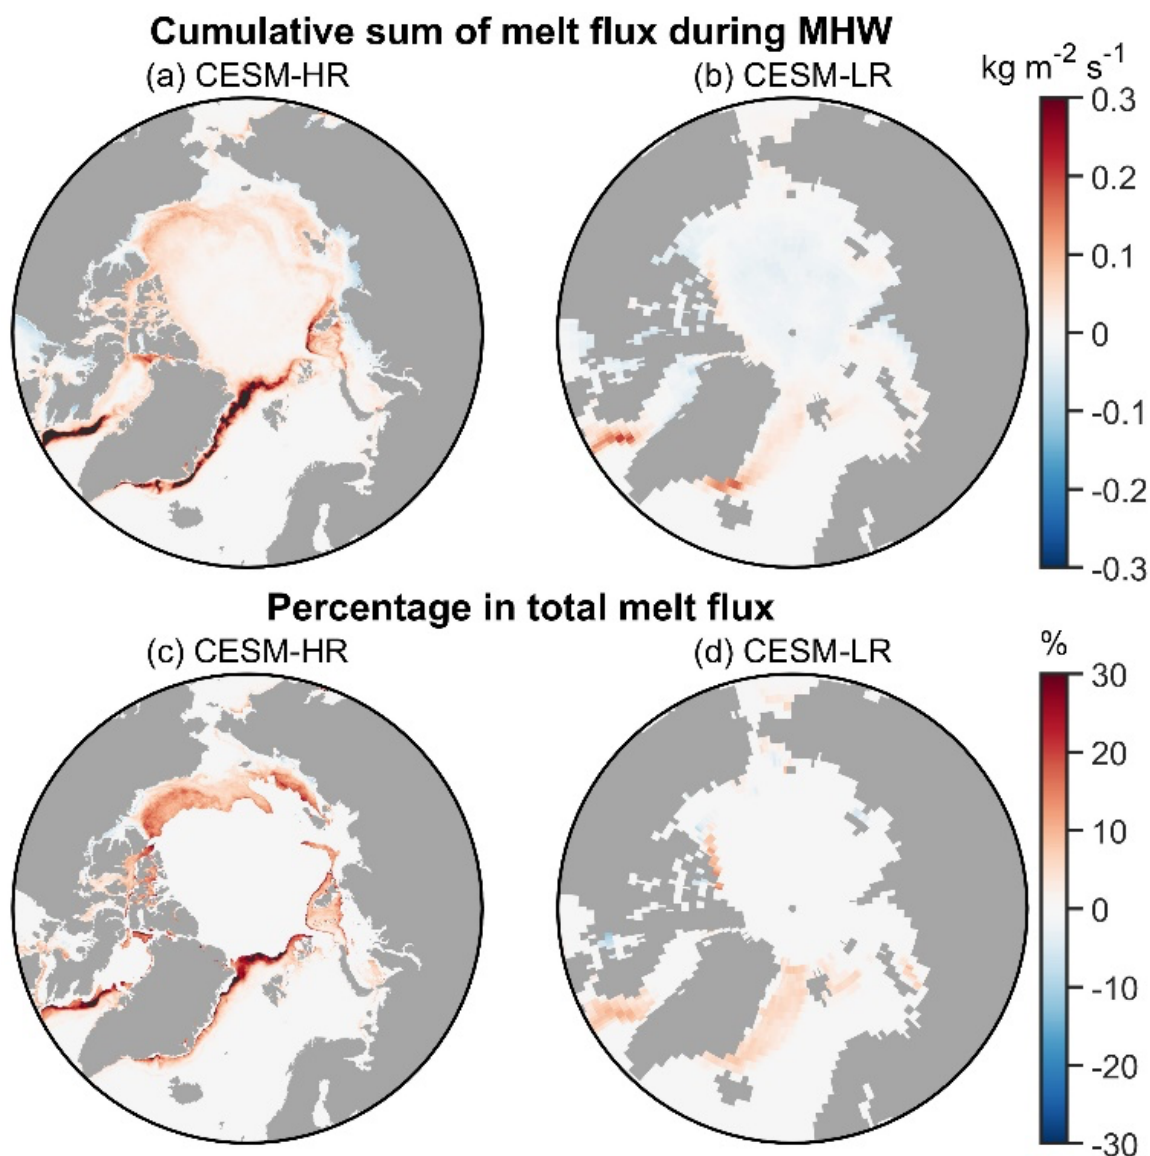 Cumulative sum of melt flux during MHW
(a) CESM-HR
(b) CESM-LR
kg m⁻² s⁻¹
0.3
0.2
0.1
0
-0.1
-0.2
-0.3
Percentage in total melt flux
(c) CESM-HR
(d) CESM-LR
%
30
20
10
0
-10
-20
-30